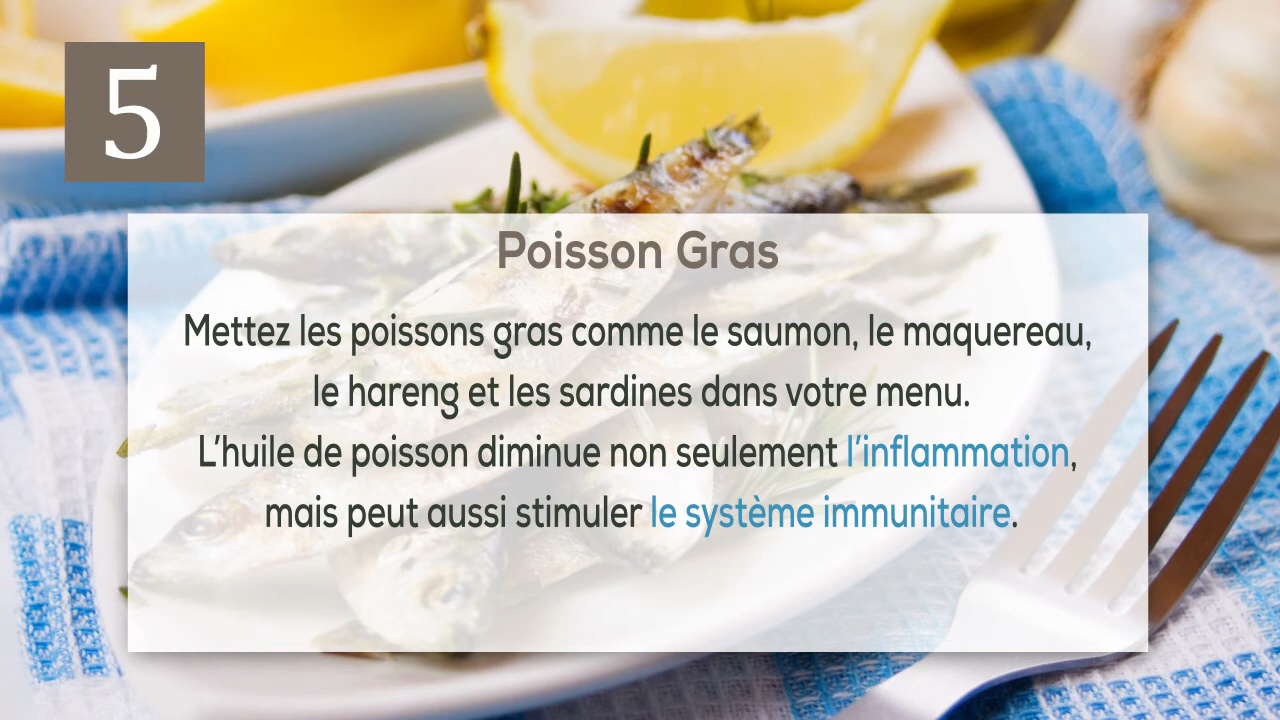 5
Poisson Gras
Mettez les poissons gras comme le saumon, le maquereau,
le hareng et les sardines dans votre menu.
L’huile de poisson diminue non seulement l’inflammation,
mais peut aussi stimuler le système immunitaire.